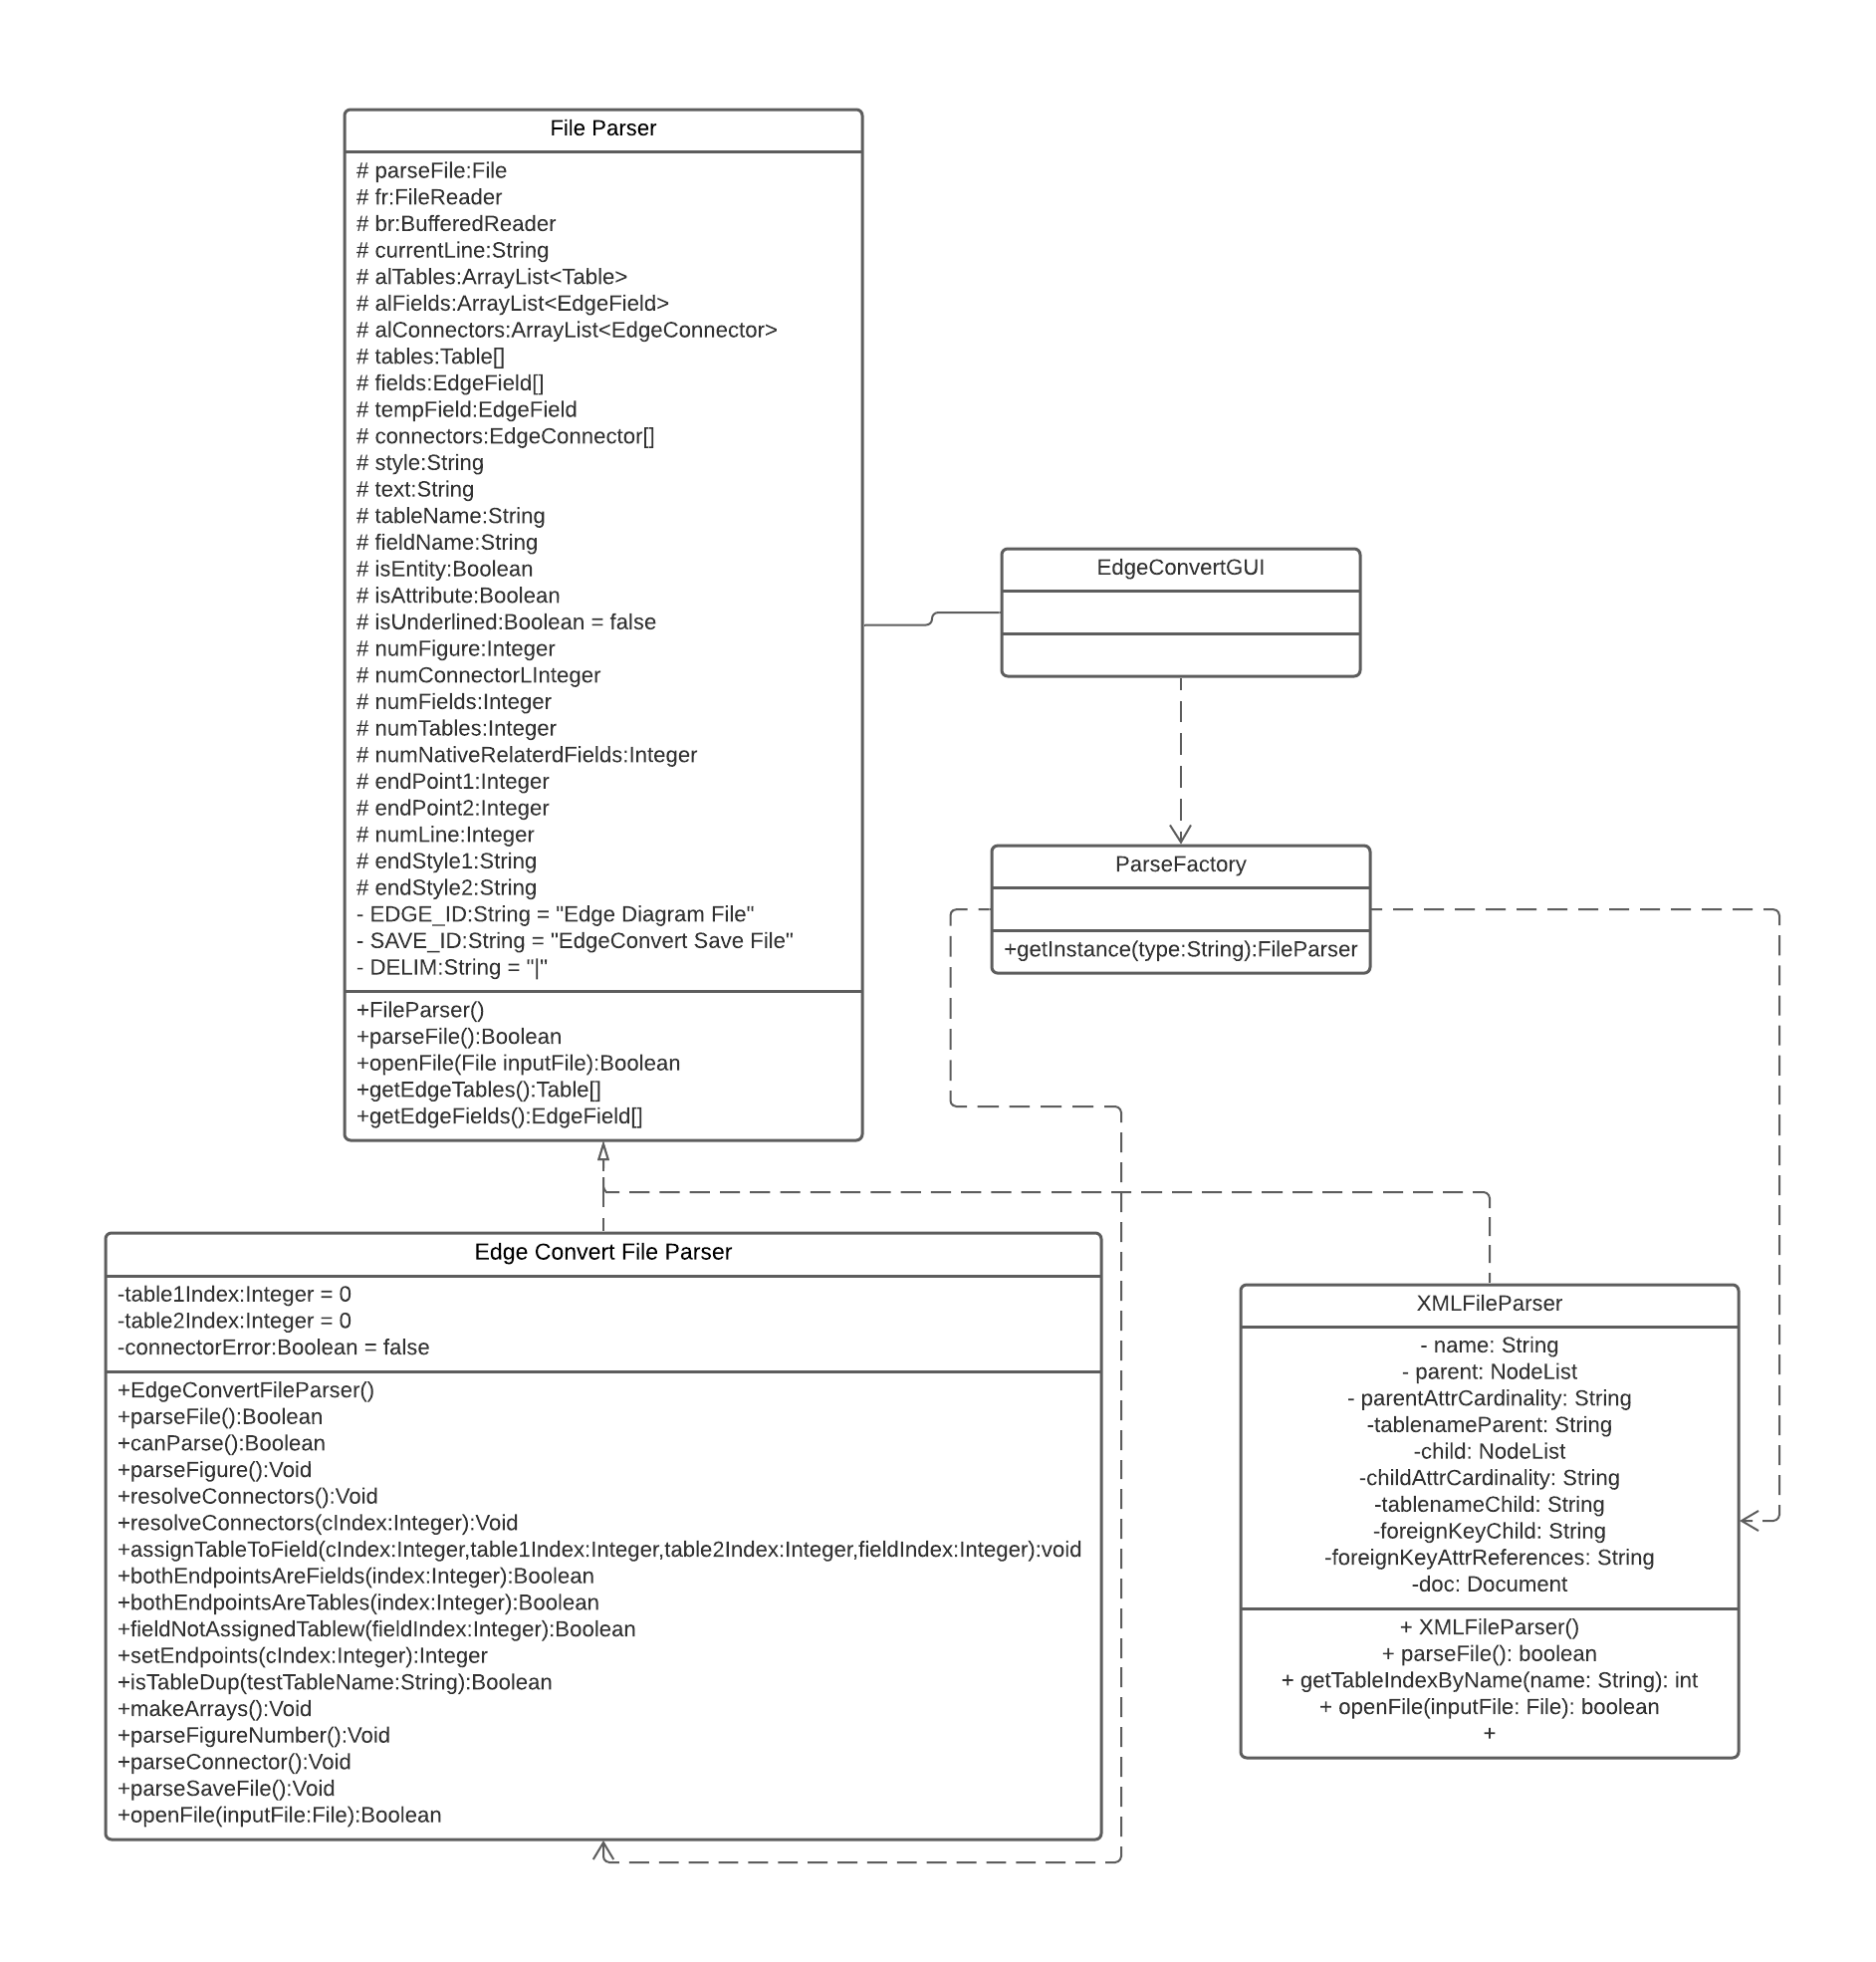 File Parser
# parseFile:File
# fr:FileReader
# br:BufferedReader
# currentLine:String
# alTables:ArrayList<Table>
# alFields:ArrayList<EdgeField>
# alConnectors:ArrayList<EdgeConnector>
# tables:Table[]
# fields:EdgeField[]
# tempField:EdgeField
# connectors:EdgeConnector[]
# style:String
# text:String
# tableName:String
# fieldName:String
# isEntity:Boolean
# isAttribute:Boolean
# isUnderlined:Boolean = false
# numFigure:Integer
# numConnectorLInteger
# numFields:Integer
# numTables:Integer
# numNativeRelaterdFields:Integer
# endPoint1:Integer
# endPoint2:Integer
# numLine:Integer
# endStyle1:String
# endStyle2:String
- EDGE_ID:String = "Edge Diagram File"
- SAVE_ID:String = "EdgeConvert Save File"
- DELIM:String = "|"
+FileParser()
+parseFile():Boolean
+openFile(File inputFile):Boolean
+getEdgeTables():Table[]
+getEdgeFields():EdgeField[]
EdgeConvertGUI
ParseFactory
+getInstance(type:String):FileParser
Edge Convert File Parser
-table1Index:Integer = 0
-table2Index:Integer = 0
-connectorError:Boolean = false
+EdgeConvertFileParser()
+parseFile():Boolean
+canParse():Boolean
+parseFigure():Void
+resolveConnectors():Void
+resolveConnectors(cIndex:Integer):Void
+assignTableToField(cIndex:Integer,table1Index:Integer,table2Index:Integer,fieldIndex:Integer):void
+bothEndpointsAreFields(index:Integer):Boolean
+bothEndpointsAreTables(index:Integer):Boolean
+fieldNotAssignedTablew(fieldIndex:Integer):Boolean
+setEndpoints(cIndex:Integer):Integer
+isTableDup(testTableName:String):Boolean
+makeArrays():Void
+parseFigureNumber():Void
+parseConnector():Void
+parseSaveFile():Void
+openFile(inputFile:File):Boolean
XMLFileParser
- name: String
- parent: NodeList
- parentAttrCardinality: String
-tablenameParent: String
-child: NodeList
-childAttrCardinality: String
-tablenameChild: String
-foreignKeyChild: String
-foreignKeyAttrReferences: String
-doc: Document
+ XMLFileParser()
+ parseFile(): boolean
+ getTableIndexByName(name: String): int
+ openFile(inputFile: File): boolean
+